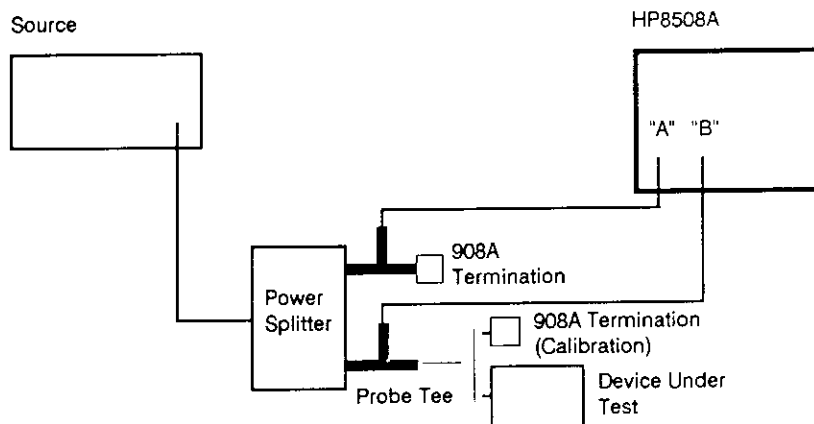 Source
HP8508A
"A" "B"
908A
Termination
Power
Splitter
908A Termination
(Calibration)
Probe Tee
Device Under
Test